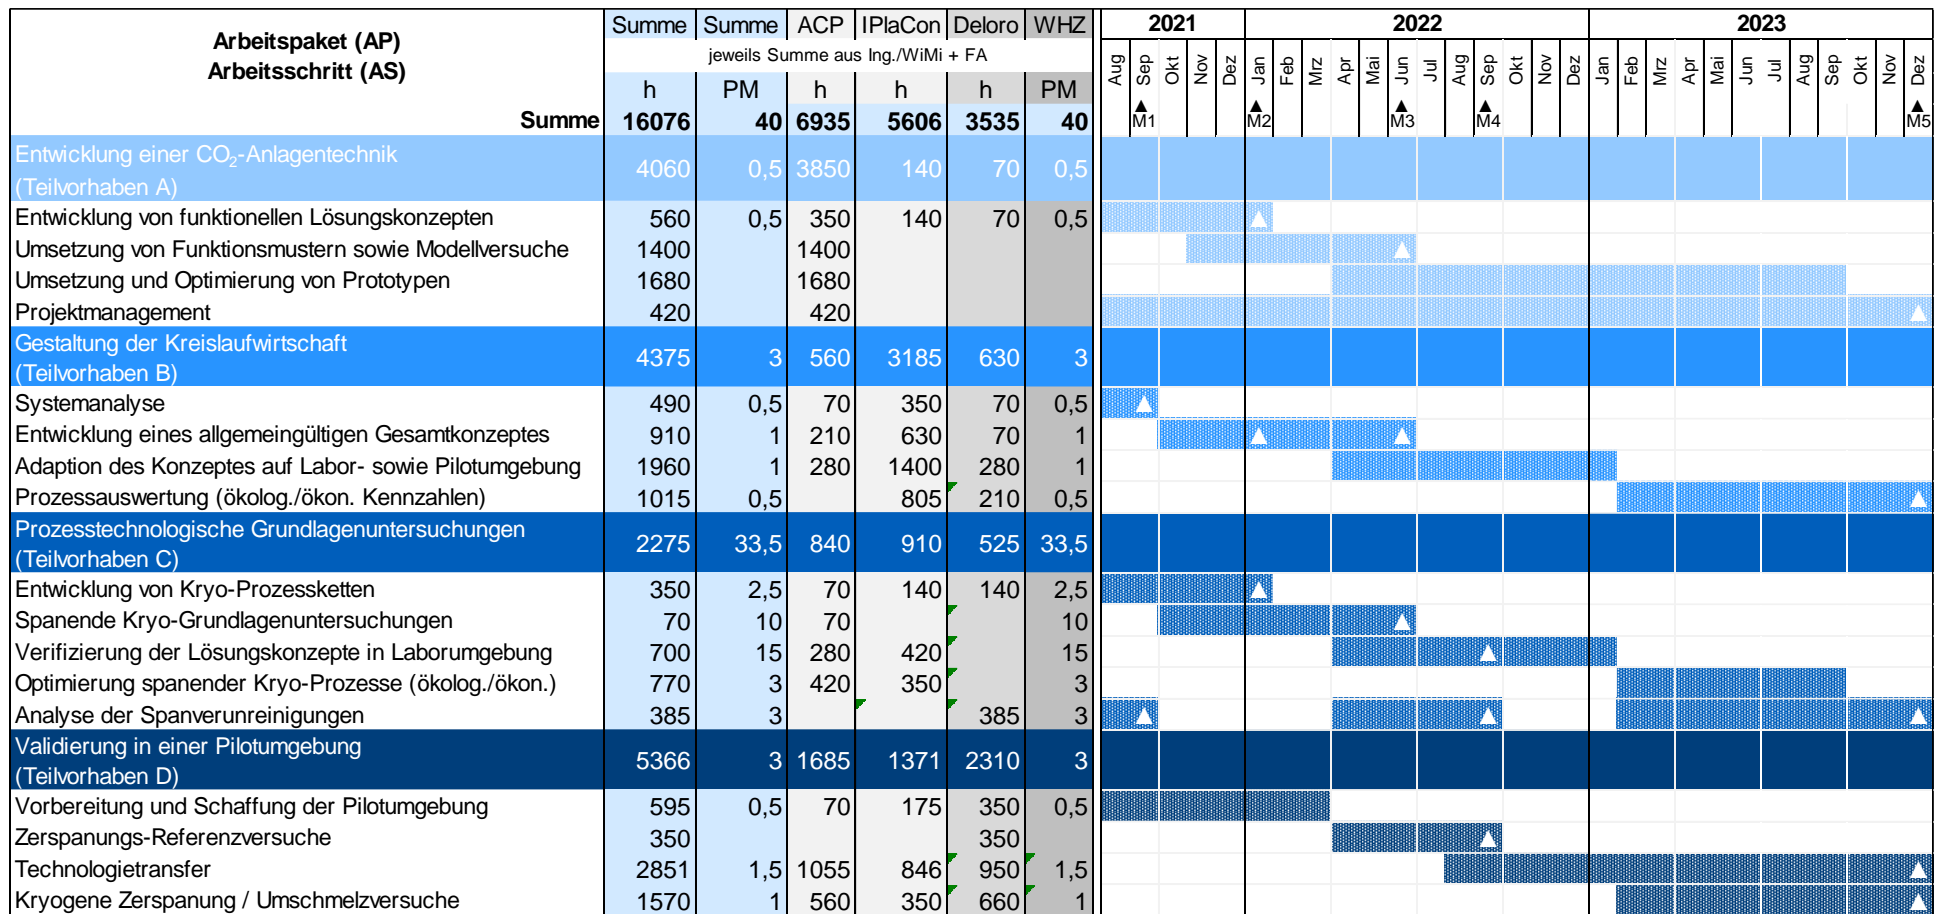 Arbeitspaket (AP)
Arbeitsschritt (AS)
Summe Summe ACP IPlaCon Deloro WHZ
jeweils Summe aus Ing./WiMi + FA
h PM h h h PM
Summe 16076 40 6935 5606 3535 40
2021 2022 2023
Aug Sep Okt Nov Dez Jan Feb Mrz Apr Mai Jun Jul Aug Sep Okt Nov Dez Jan Feb Mrz Apr Mai Jun Jul Aug Sep Okt Nov Dez
M1 M2 M3 M4 M5
Entwicklung einer CO₂-Anlagentechnik
(Teilvorhaben A) 4060 0,5 3850 140 70 0,5
Entwicklung von funktionellen Lösungskonzepten 560 0,5 350 140 70 0,5
Umsetzung von Funktionsmustern sowie Modellversuche 1400 1400
Umsetzung und Optimierung von Prototypen 1680 1680
Projektmanagement 420 420
Gestaltung der Kreislaufwirtschaft
(Teilvorhaben B) 4375 3 560 3185 630 3
Systemanalyse 490 0,5 70 350 70 0,5
Entwicklung eines allgemeingültigen Gesamtkonzeptes 910 1 210 630 70 1
Adaption des Konzeptes auf Labor- sowie Pilotumgebung 1960 1 280 1400 280 1
Prozessauswertung (ökolog./ökon. Kennzahlen) 1015 0,5 805 210 0,5
Prozesstechnologische Grundlagenuntersuchungen
(Teilvorhaben C) 2275 33,5 840 910 525 33,5
Entwicklung von Kryo-Prozessketten 350 2,5 70 140 140 2,5
Spanende Kryo-Grundlagenuntersuchungen 70 10 70 10
Verifizierung der Lösungskonzepte in Laborumgebung 700 15 280 420 15
Optimierung spanender Kryo-Prozesse (ökolog./ökon.) 770 3 420 350 3
Analyse der Spanverunreinigungen 385 3 385 3
Validierung in einer Pilotumgebung
(Teilvorhaben D) 5366 3 1685 1371 2310 3
Vorbereitung und Schaffung der Pilotumgebung 595 0,5 70 175 350 0,5
Zerspanungs-Referenzversuche 350 350
Technologietransfer 2851 1,5 1055 846 950 1,5
Kryogene Zerspanung / Umschmelzversuche 1570 1 560 350 660 1